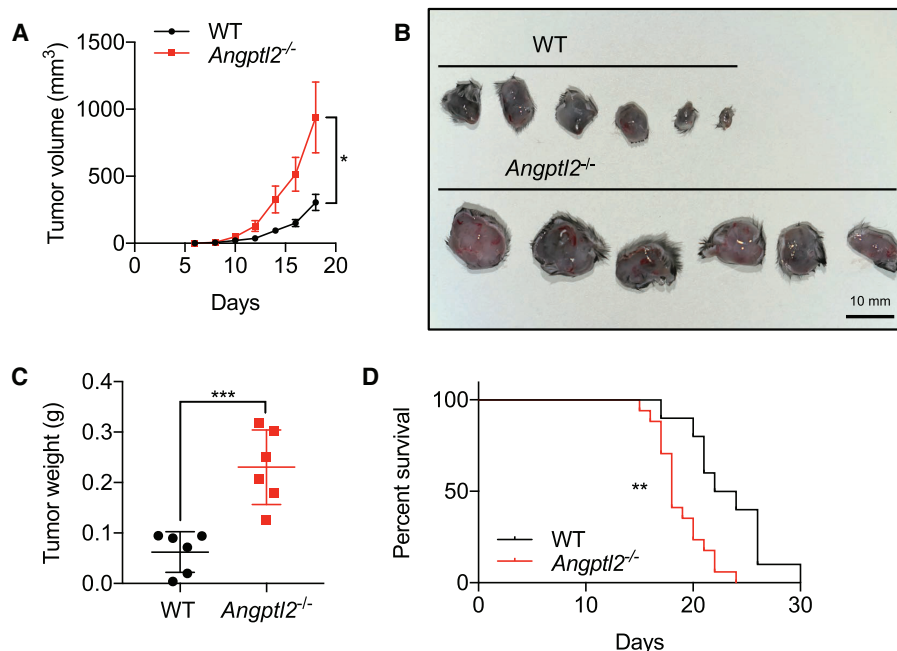 A
WT
Angptl2-/-
Tumor volume (mm3)
1500
1000
500
0
0 5 10 15 20
*
Days
B
WT
Angptl2-/-
10 mm
C
Tumor weight (g)
0.4
0.3
0.2
0.1
0.0
***
WT Angptl2-/-
D
Percent survival
100
50
0
**
WT
Angptl2-/-
0 10 20 30
Days